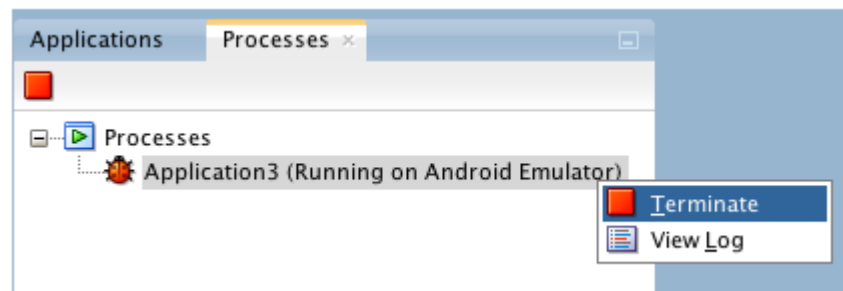 Applications Processes
Processes
Application3 (Running on Android Emulator)
Terminate
View Log